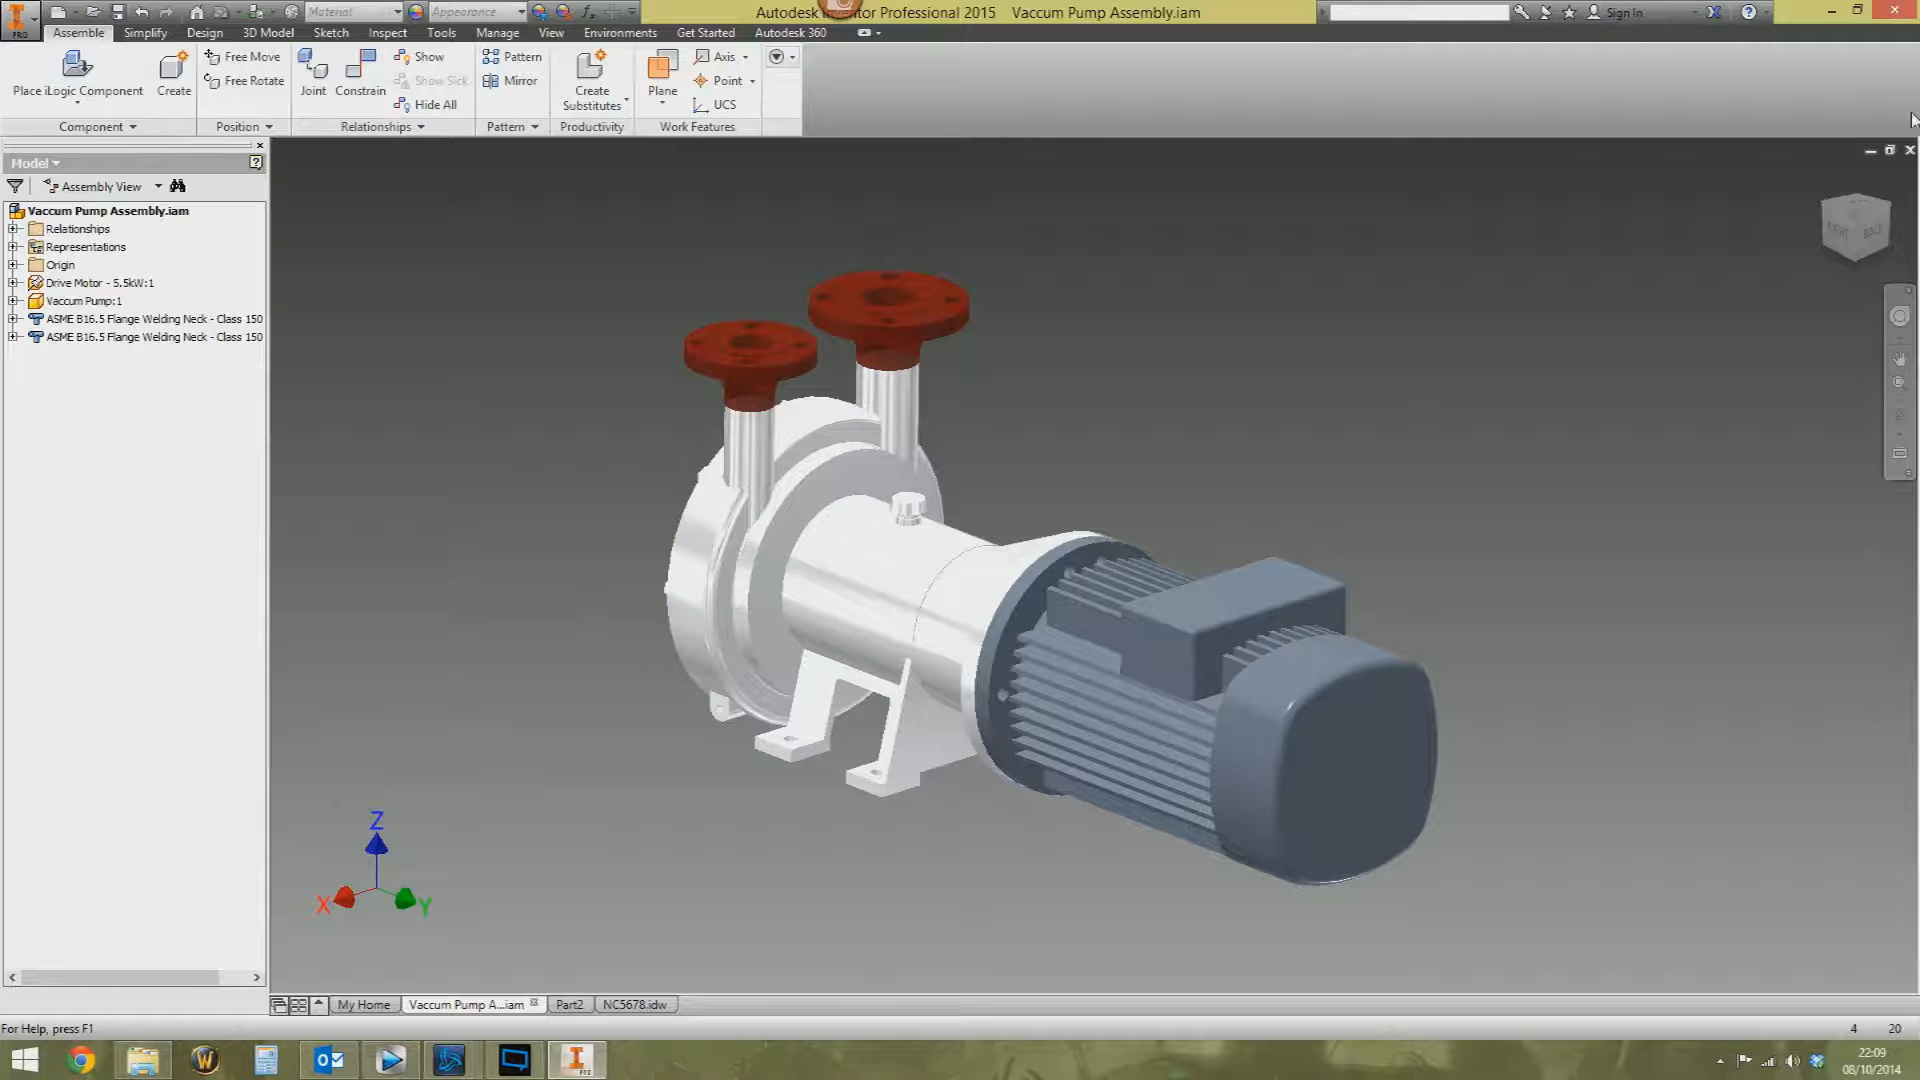 Material
Appearance
Autodesk Inventor Professional 2015 Vaccum Pump Assembly.iam
Sign In
PRO
Assemble Simplify Design 3D Model Sketch Inspect Tools Manage View Environments Get Started Autodesk 360
Place iLogic Component
Create
Free Move
Free Rotate
Joint
Constrain
Show
Show Sick
Hide All
Pattern
Mirror
Create
Substitutes
Plane
Axis
Point
UCS
Component
Position
Relationships
Pattern
Productivity
Work Features
Model
Assembly View
Vaccum Pump Assembly.iam
Relationships
Representations
Origin
Drive Motor - 5.5kW:1
Vaccum Pump:1
ASME B16.5 Flange Welding Neck - Class 150
ASME B16.5 Flange Welding Neck - Class 150
RIGHT
BACK
Z
X
Y
My Home
Vaccum Pump A...iam
Part2
NC5678.idw
For Help, press F1
4 20
22:09
08/10/2014